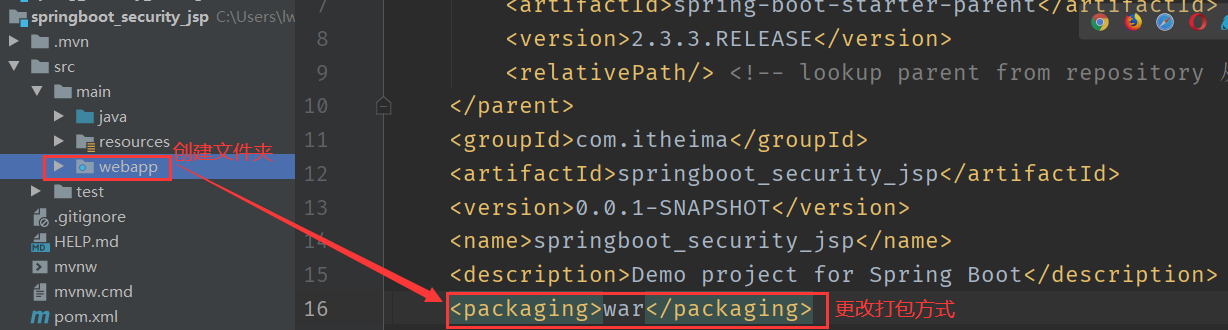 springboot_security_jsp C:\Users\lw
.mvn
src
main
java
resources
webapp
创建文件夹
test
.gitignore
HELP.md
mvnw
mvnw.cmd
pom.xml
7 <artifactId>spring-boot-starter-parent</artifactId>
8 <version>2.3.3.RELEASE</version>
9 <relativePath/> <!-- lookup parent from repository
10 </parent>
11 <groupId>com.itheima</groupId>
12 <artifactId>springboot_security_jsp</artifactId>
13 <version>0.0.1-SNAPSHOT</version>
14 <name>springboot_security_jsp</name>
15 <description>Demo project for Spring Boot</description>
16 <packaging>war</packaging>
更改打包方式